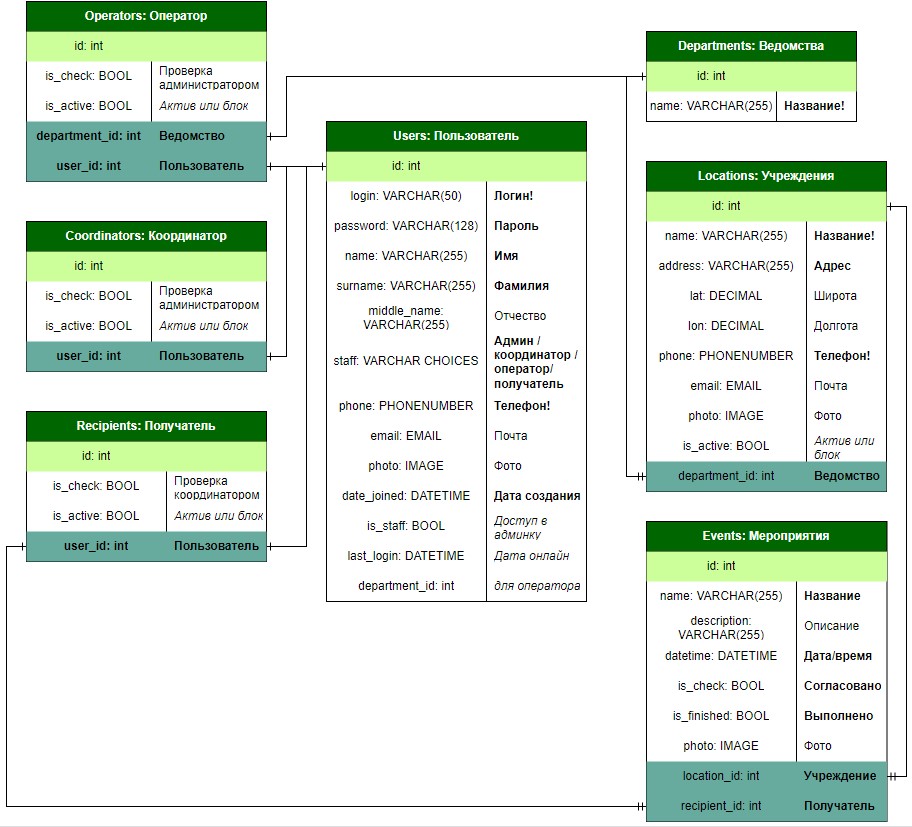 Operators: Оператор
id: int
is_check: BOOL
Проверка
администратором
is_active: BOOL
Актив или блок
department_id: int
Ведомство
user_id: int
Пользователь
Coordinators: Координатор
id: int
is_check: BOOL
Проверка
администратором
is_active: BOOL
Актив или блок
user_id: int
Пользователь
Recipients: Получатель
id: int
is_check: BOOL
Проверка
координатором
is_active: BOOL
Актив или блок
user_id: int
Пользователь
Users: Пользователь
id: int
login: VARCHAR(50)
Логин!
password: VARCHAR(128)
Пароль
name: VARCHAR(255)
Имя
surname: VARCHAR(255)
Фамилия
middle_name:
VARCHAR(255)
Отчество
staff: VARCHAR CHOICES
Админ /
координатор /
оператор/
получатель
phone: PHONENUMBER
Телефон!
email: EMAIL
Почта
photo: IMAGE
Фото
date_joined: DATETIME
Дата создания
is_staff: BOOL
Доступ в
админку
last_login: DATETIME
Дата онлайн
department_id: int
для оператора
Departments: Ведомства
id: int
name: VARCHAR(255)
Название!
Locations: Учреждения
id: int
name: VARCHAR(255)
Название!
address: VARCHAR(255)
Адрес
lat: DECIMAL
Широта
lon: DECIMAL
Долгота
phone: PHONENUMBER
Телефон!
email: EMAIL
Почта
photo: IMAGE
Фото
is_active: BOOL
Актив или
блок
department_id: int
Ведомство
Events: Мероприятия
id: int
name: VARCHAR(255)
Название
description:
VARCHAR(255)
Описание
datetime: DATETIME
Дата/время
is_check: BOOL
Согласовано
is_finished: BOOL
Выполнено
photo: IMAGE
Фото
location_id: int
Учреждение
recipient_id: int
Получатель